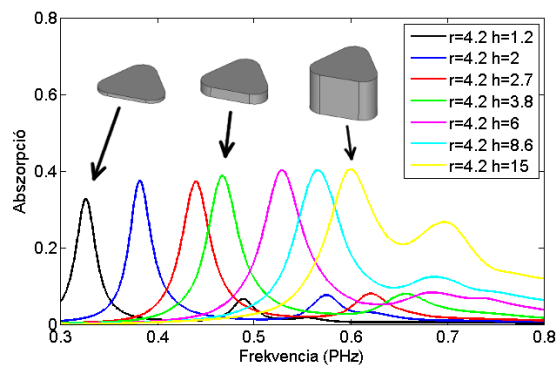 Abszorpció
0.8
0.6
0.4
0.2
0
0.3
0.4
0.5
0.6
0.7
0.8
Frekvencia (PHz)
r=4.2 h=1.2
r=4.2 h=2
r=4.2 h=2.7
r=4.2 h=3.8
r=4.2 h=6
r=4.2 h=8.6
r=4.2 h=15